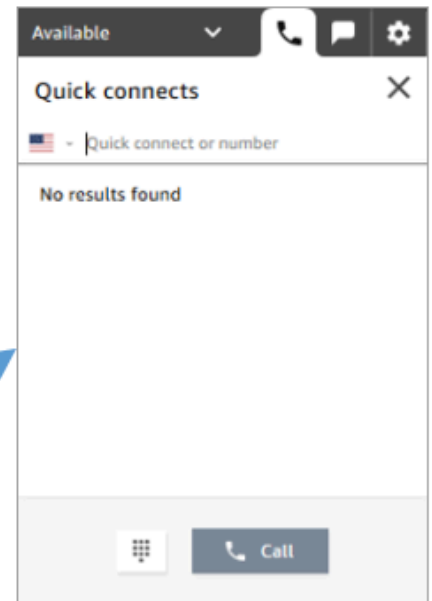 Available
Quick connects
Quick connect or number
No results found
Call